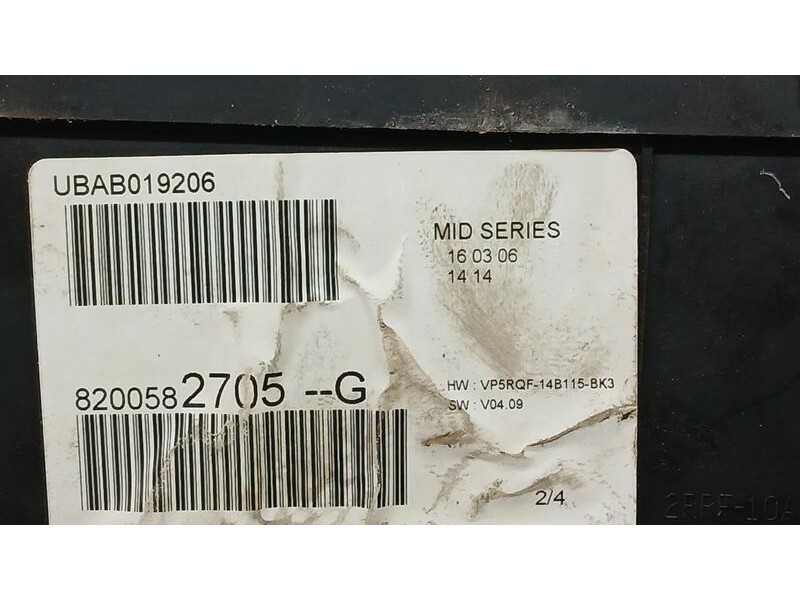 UBAB019206
MID SERIES
16 03 06
14 14
8200582705 --G
HW : VP5RQF-14B115-BK3
SW : V04.09
2/4